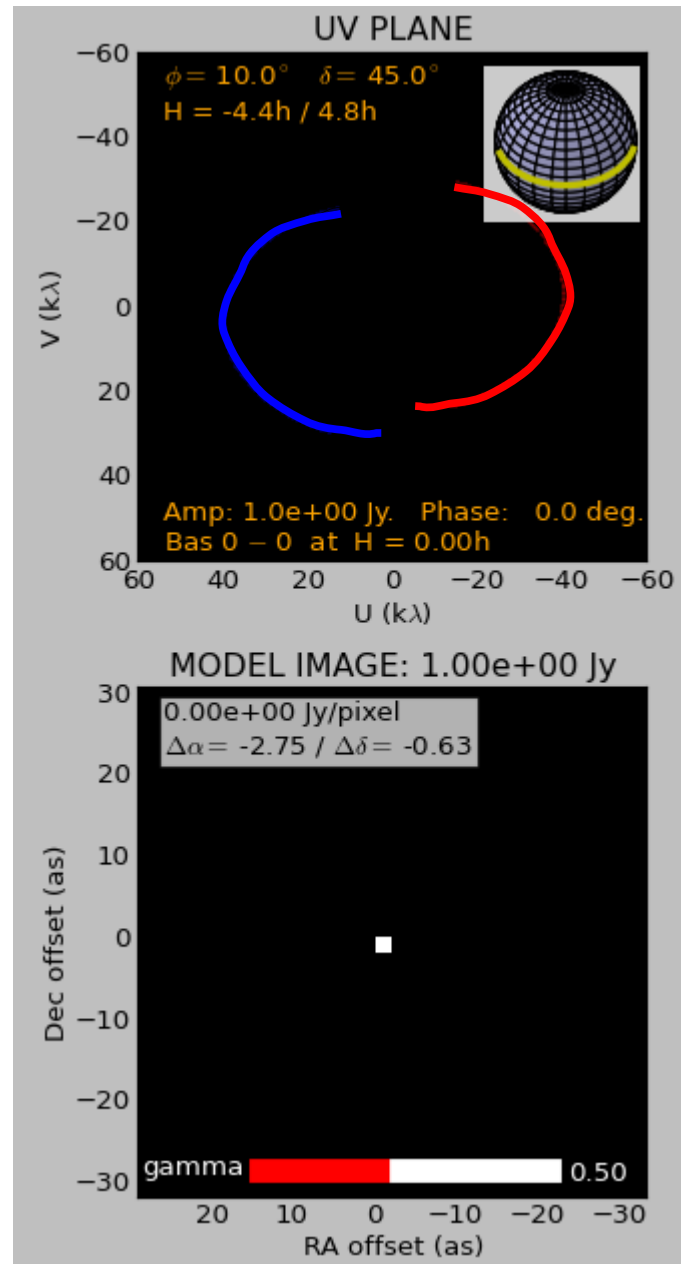 UV PLANE
ϕ= 10.0° δ= 45.0°
H = -4.4h / 4.8h
−60
−40
−20
0
20
40
60
V (kλ)
Amp: 1.0e+00 Jy. Phase: 0.0 deg.
Bas 0 − 0 at H = 0.00h
60 40 20 0 −20 −40 −60
U (kλ)
MODEL IMAGE: 1.00e+00 Jy
0.00e+00 Jy/pixel
Δα= -2.75 / Δδ= -0.63
30
20
10
0
−10
−20
−30
Dec offset (as)
gamma 0.50
20 10 0 −10 −20 −30
RA offset (as)